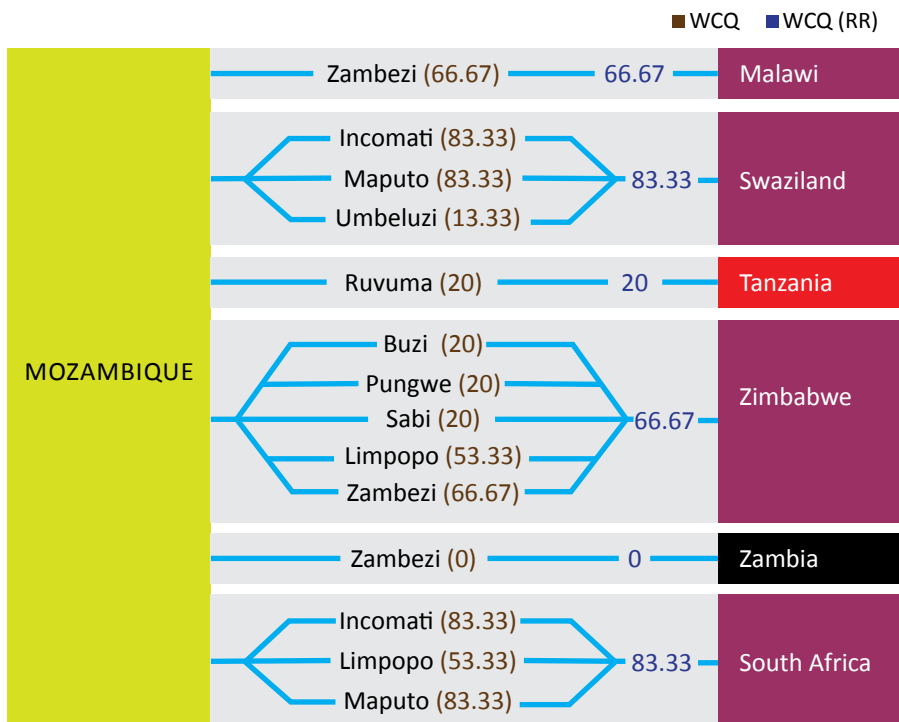 WCQ WCQ (RR)
Zambezi (66.67) 66.67 Malawi
Incomati (83.33)
Maputo (83.33) 83.33 Swaziland
Umbeluzi (13.33)
Ruvuma (20) 20 Tanzania
Buzi (20)
MOZAMBIQUE
Pungwe (20)
Zimbabwe
Sabi (20) 66.67
Limpopo (53.33)
Zambezi (66.67)
Zambezi (0) 0 Zambia
Incomati (83.33)
Limpopo (53.33) 83.33 South Africa
Maputo (83.33)